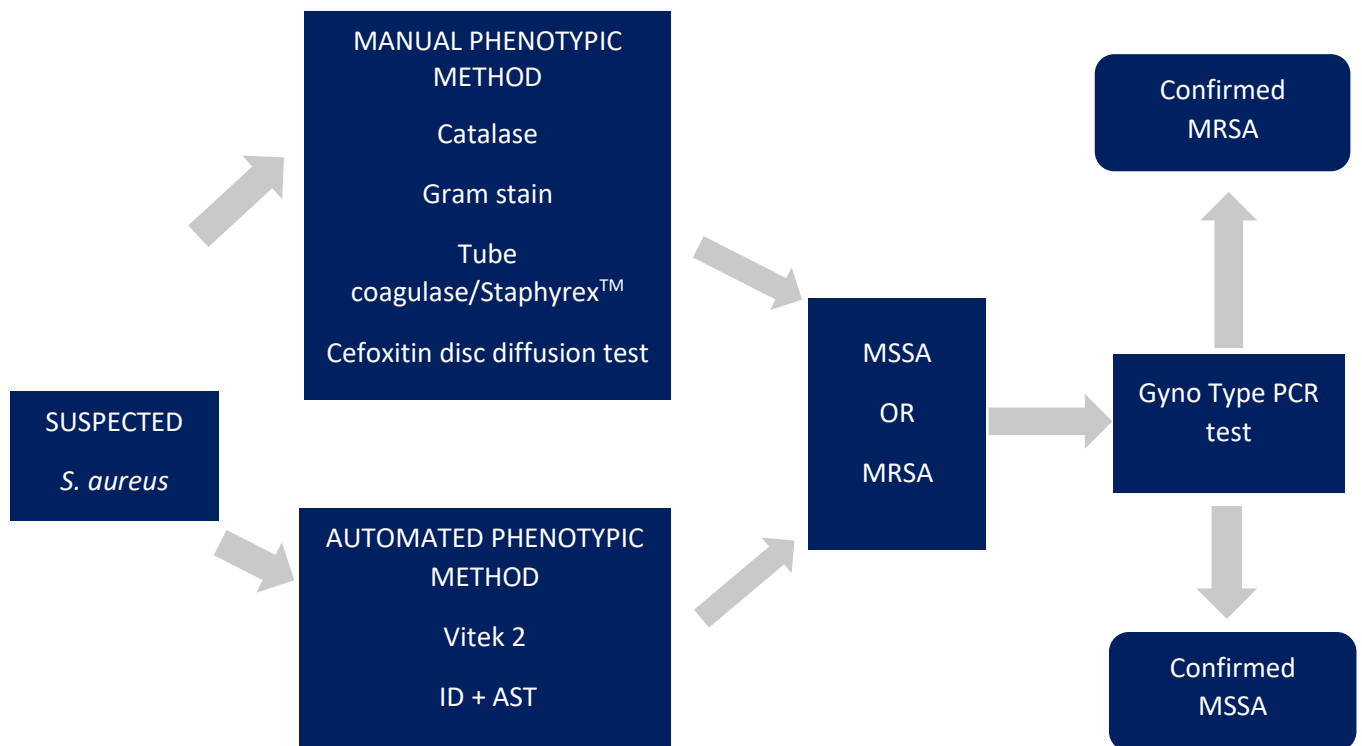 SUSPECTED
S. aureus
MANUAL PHENOTYPIC
METHOD
Catalase
Gram stain
Tube
coagulase/Staphyrex™
Cefoxitin disc diffusion test
AUTOMATED PHENOTYPIC
METHOD
Vitek 2
ID + AST
MSSA
OR
MRSA
Gyno Type PCR
test
Confirmed
MRSA
Confirmed
MSSA